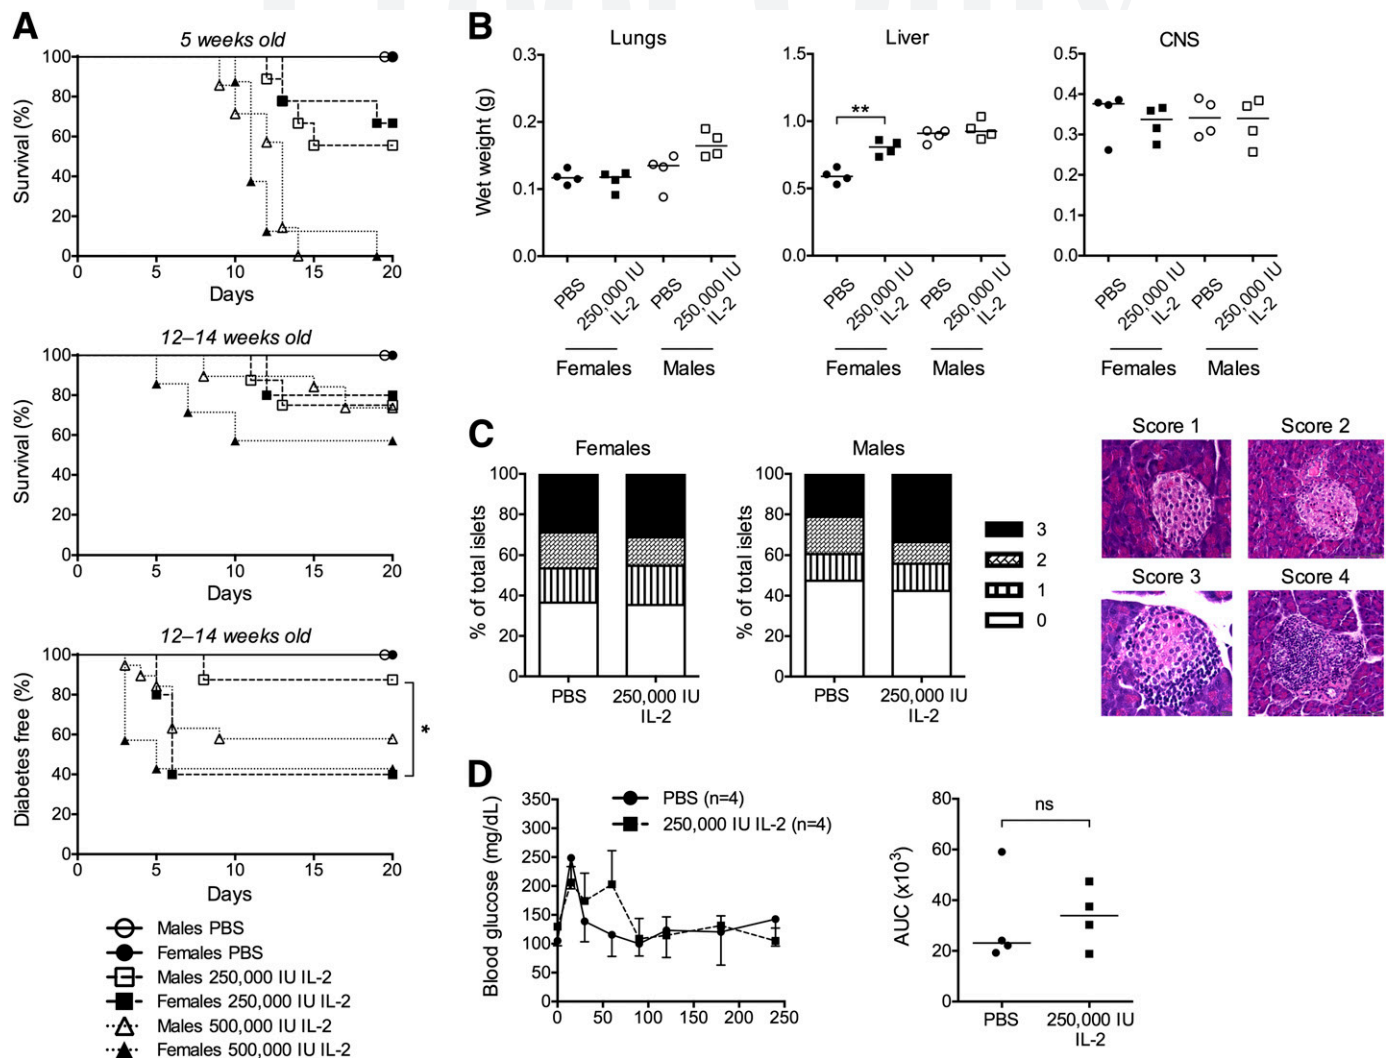 A
5 weeks old
Survival (%)
100
80
60
40
20
0
0 5 10 15 20
Days
12–14 weeks old
Survival (%)
100
80
60
40
20
0
0 5 10 15 20
Days
12–14 weeks old
Diabetes free (%)
100
80
60
40
20
0
*
0 5 10 15 20
Days
Males PBS
Females PBS
Males 250,000 IU IL-2
Females 250,000 IU IL-2
Males 500,000 IU IL-2
Females 500,000 IU IL-2
B
Lungs
Wet weight (g)
0.3
0.2
0.1
0.0
PBS
250,000 IU
IL-2
PBS
250,000 IU
IL-2
Females Males
Liver
1.5
1.0
0.5
0.0
**
PBS
250,000 IU
IL-2
PBS
250,000 IU
IL-2
Females Males
CNS
0.5
0.4
0.3
0.2
0.1
0.0
PBS
250,000 IU
IL-2
PBS
250,000 IU
IL-2
Females Males
C
Females
% of total islets
100
80
60
40
20
0
PBS 250,000 IU
IL-2
Males
% of total islets
100
80
60
40
20
0
PBS 250,000 IU
IL-2
3
2
1
0
Score 1 Score 2
Score 3 Score 4
D
PBS (n=4)
250,000 IU IL-2 (n=4)
Blood glucose (mg/dL)
350
300
250
200
150
100
50
0
0 50 100 150 200 250
AUC (x10³)
80
60
40
20
0
ns
PBS 250,000 IU
IL-2